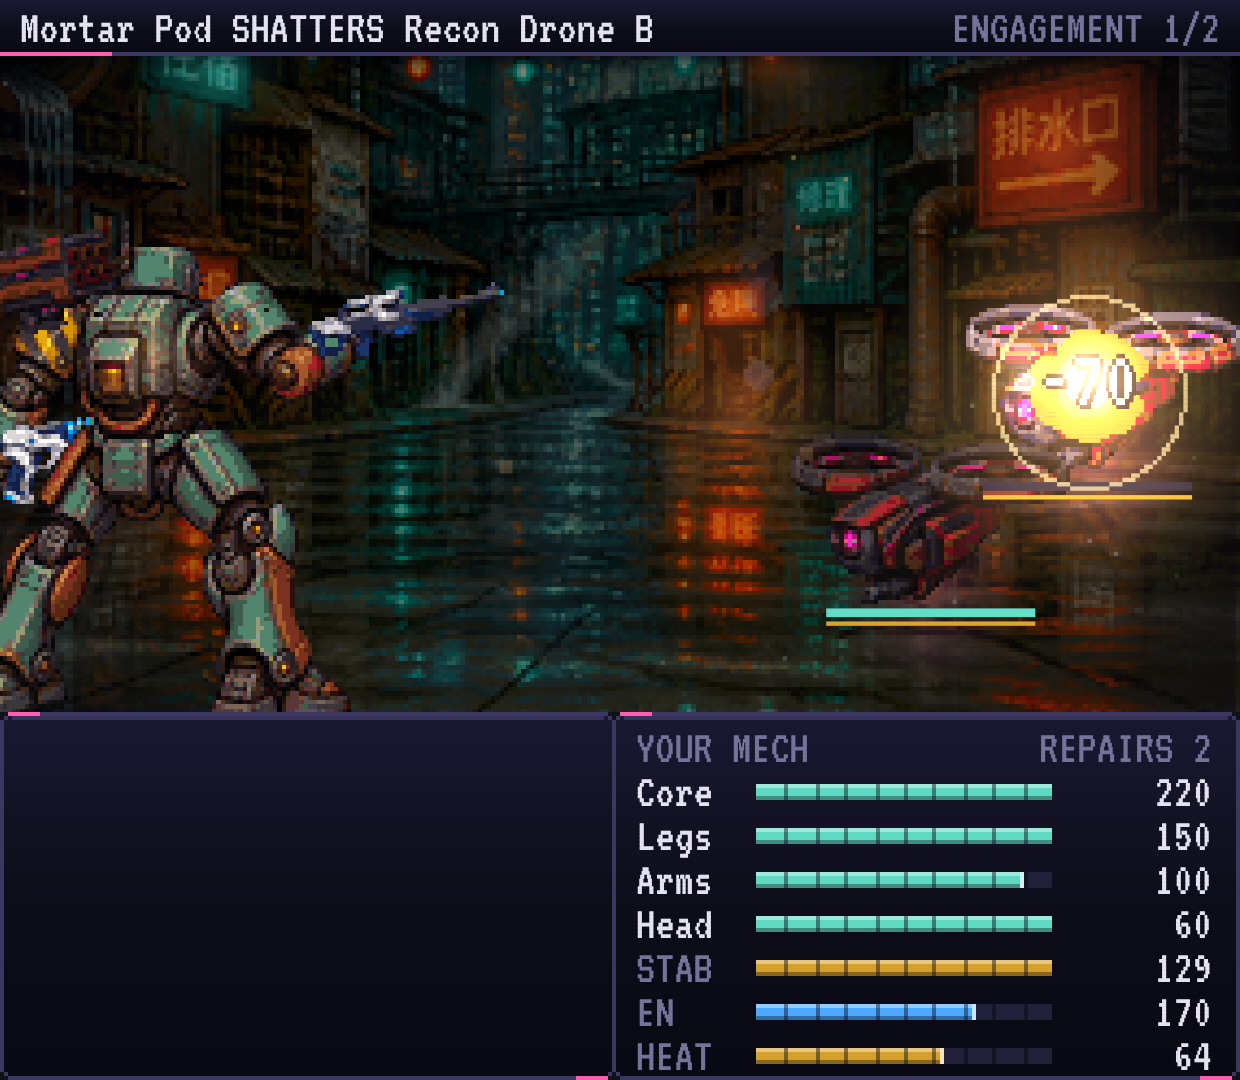 Mortar Pod SHATTERS Recon Drone B
ENGAGEMENT 1/2
排水口
-70
YOUR MECH
REPAIRS 2
Core 220
Legs 150
Arms 100
Head 60
STAB 129
EN 170
HEAT 64